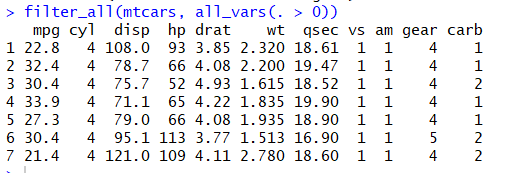 > filter_all(mtcars, all_vars(. > 0))
mpg cyl disp hp drat wt qsec vs am gear carb
1 22.8 4 108.0 93 3.85 2.320 18.61 1 1 4 1
2 32.4 4 78.7 66 4.08 2.200 19.47 1 1 4 1
3 30.4 4 75.7 52 4.93 1.615 18.52 1 1 4 2
4 33.9 4 71.1 65 4.22 1.835 19.90 1 1 4 1
5 27.3 4 79.0 66 4.08 1.935 18.90 1 1 4 1
6 30.4 4 95.1 113 3.77 1.513 16.90 1 1 5 2
7 21.4 4 121.0 109 4.11 2.780 18.60 1 1 4 2
>